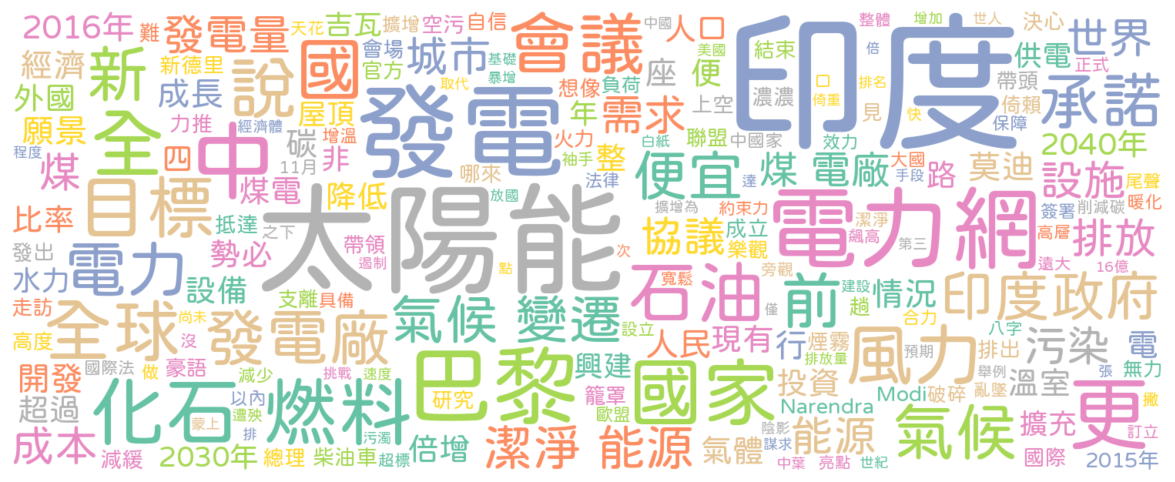 2016年
難
發電量
天花
吉瓦
擴增
空污
自信
會議
中國
人口
印度
整體
增加
世人
決心
世界
經濟
新
新德里
說
國
會場
官方
城市
基礎
暴增
想像
負荷
座
美國
便
結束
倍
供電
正式
帶頭
外國
成長
屋頂
發電
取代
年
需求
上空
濃濃
口
倚重
排名
見
快
倚賴
保障
承諾
願景
全
力推
經濟體
碳
增溫
火力
白紙
聯盟
中國家
效力
2040年
程度
煤
四
中
11月
非
袖手
整
便宜
煤 電廠
大國
手段
路
莫迪
設施
尾聲
暖化
目標
煤電
降低
哪來
法律
達
放國
太陽能
擴增為
約束力
電力網
潔淨
簽署
削減碳
比率
抵達
之下
協議
成立
樂觀
飆高
第三
高層
排放
發出
勢必
帶領
遏制
次
水力
電力
設備
點
石油
寬鬆
旁觀
前
建設
僅
情況
遠大
16億
印度政府
走訪
支離
具備
氣候 變遷
設立
趙
合力
高度
全球
尚未
沒
發電廠
人民
現有
行
煙霧
排放量
風力
預期
八字
排出
污染
電
無力
開發
國際法
做
豪語
減少
挑戰
速度
巴黎
興建
國家
投資
舉例
亂墜
溫室
張
更
撇
超過
化石 燃料
以內
遭殃
蒙上
研究
籠罩
歐盟
Narendra
Modi
破碎
氣候
擴充
訂立
成本
減緩
2030年
排
總理
污濁
柴油車
超標
倍增
潔淨 能源
氣體
陰影
謀求
能源
中葉
亮點
世紀
國際
2015年